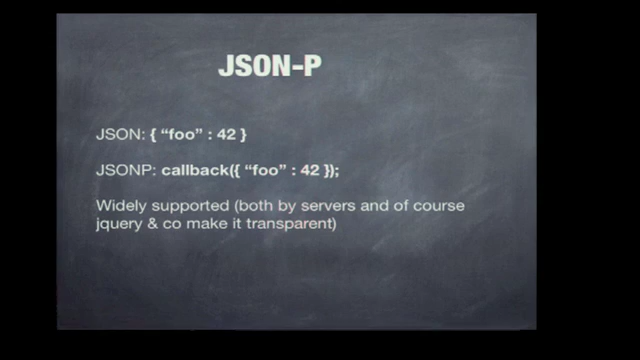 JSON-P
JSON: { “foo” : 42 }
JSONP: callback({ “foo” : 42 });
Widely supported (both by servers and of course
jquery & co make it transparent)